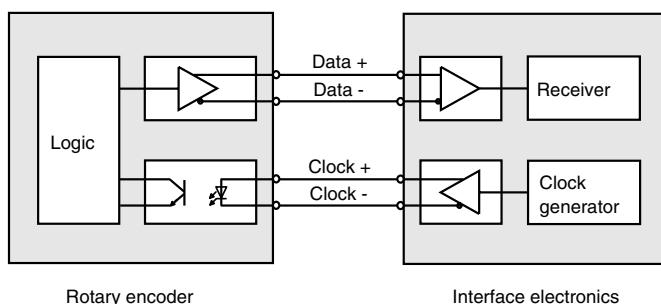 Data +
Data -
Receiver
Logic
Clock +
Clock -
Clock
generator
Rotary encoder
Interface electronics